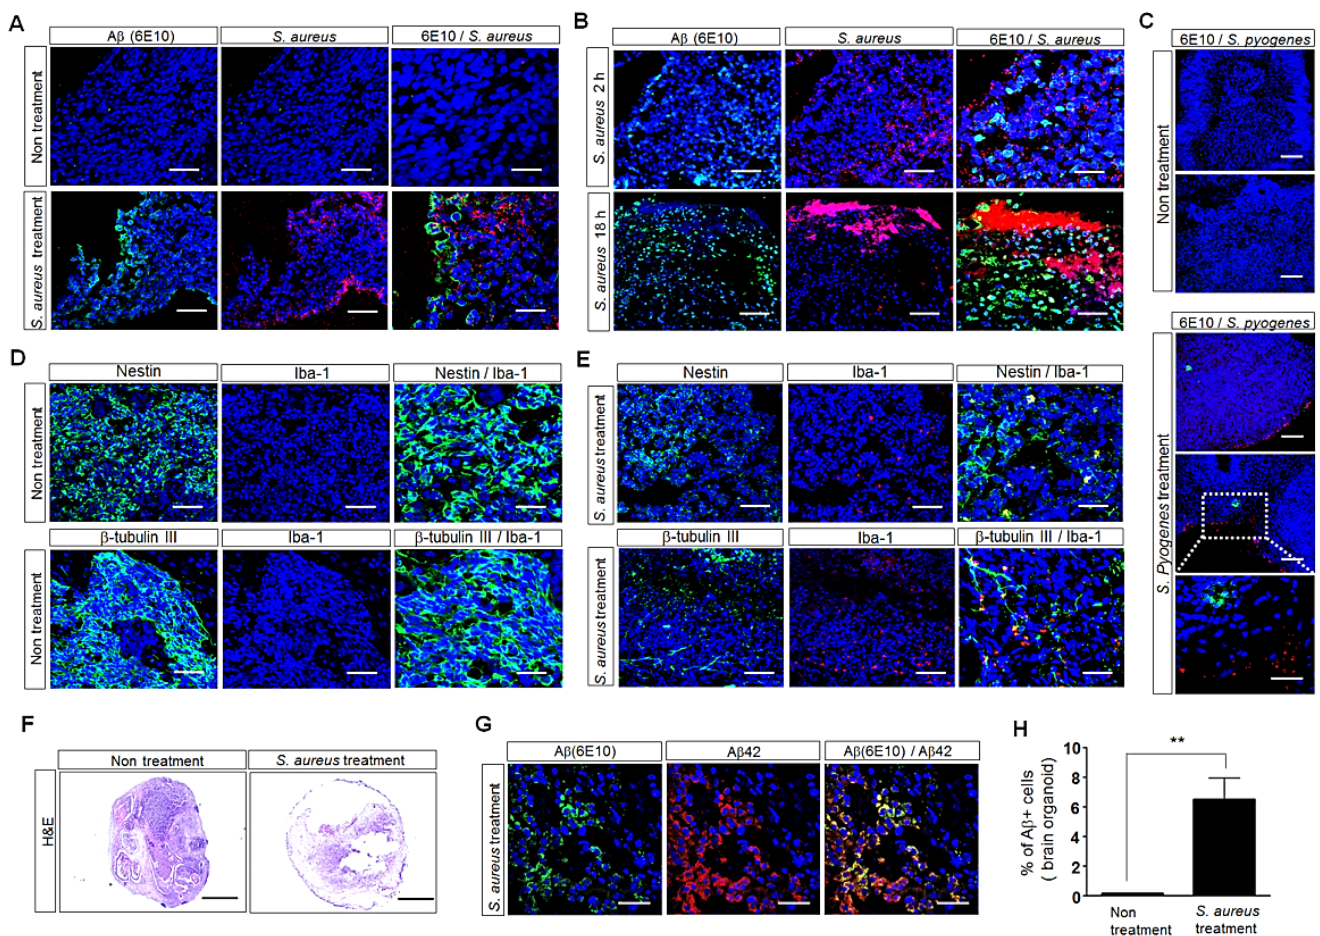 A
Aβ (6E10)
S. aureus
6E10 / S. aureus
Non treatment
S. aureus treatment
B
Aβ (6E10)
S. aureus
6E10 / S. aureus
S. aureus 2 h
S. aureus 18 h
C
6E10 / S. pyogenes
Non treatment
6E10 / S. pyogenes
S. Pyogenes treatment
D
Nestin
Iba-1
Nestin / Iba-1
Non treatment
β-tubulin III
Iba-1
β-tubulin III / Iba-1
Non treatment
E
Nestin
Iba-1
Nestin / Iba-1
S. aureus treatment
β-tubulin III
Iba-1
β-tubulin III / Iba-1
S. aureus treatment
F
Non treatment
S. aureus treatment
H&E
G
Aβ(6E10)
Aβ42
Aβ(6E10) / Aβ42
S. aureus treatment
H
% of Aβ+ cells
( brain organoid)
10
8
6
4
2
0
**
Non
treatment
S. aureus
treatment